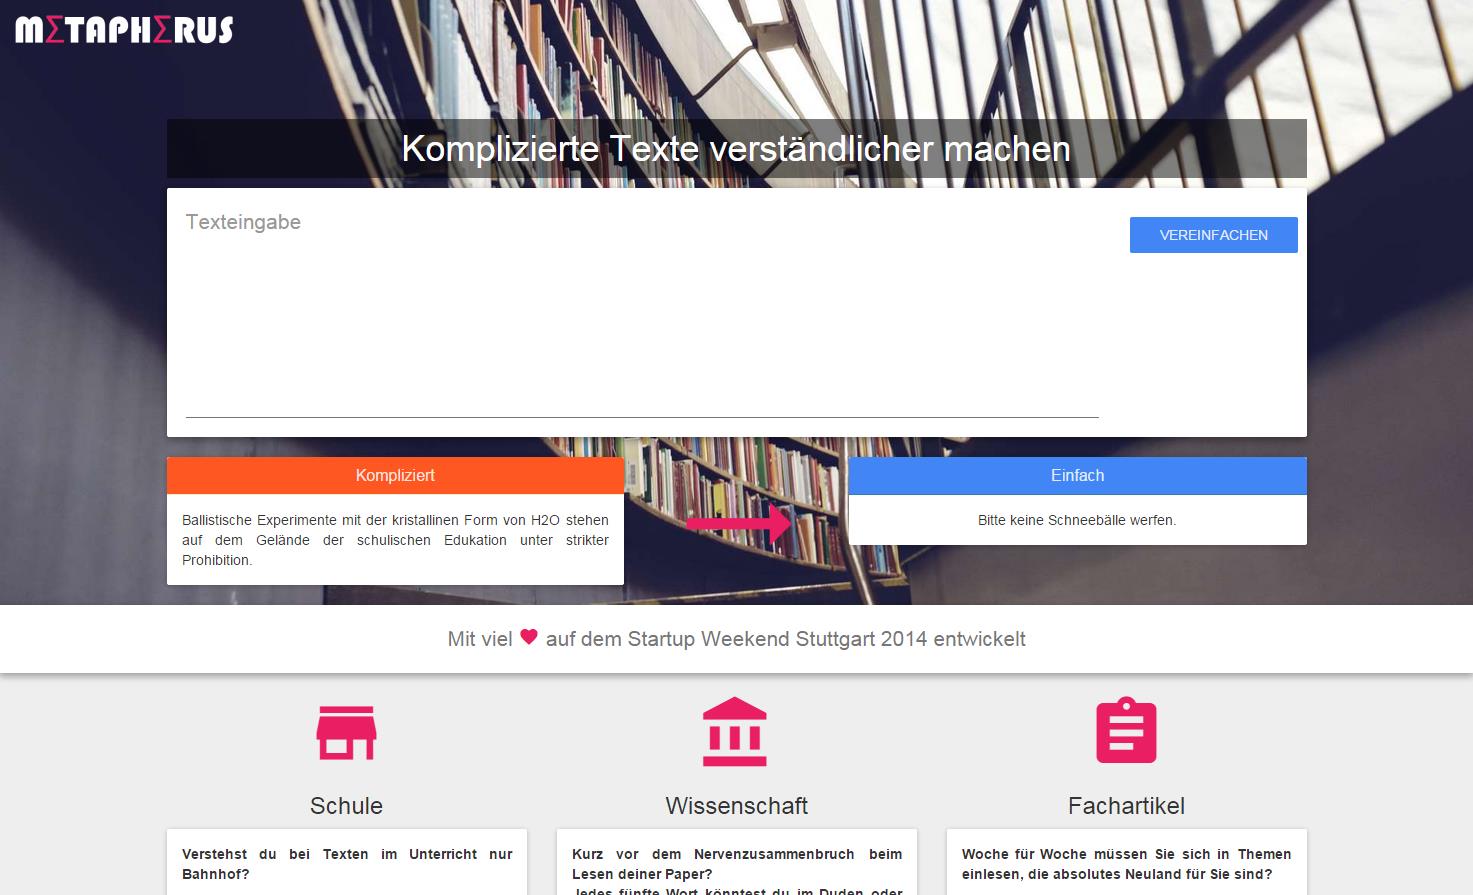 MΣTAPHΣRUS
Komplizierte Texte verständlicher machen
Texteingabe
VEREINFACHEN
Kompliziert
Ballistische Experimente mit der kristallinen Form von H2O stehen
auf dem Gelände der schulischen Edukation unter strikter
Prohibition.
Einfach
Bitte keine Schneebälle werfen.
Mit viel ♥ auf dem Startup Weekend Stuttgart 2014 entwickelt
Schule
Verstehst du bei Texten im Unterricht nur
Bahnhof?
Wissenschaft
Kurz vor dem Nervenzusammenbruch beim
Lesen deiner Paper?
Jedes fünfte Wort könntest du im Duden oder
Fachartikel
Woche für Woche müssen Sie sich in Themen
einlesen, die absolutes Neuland für Sie sind?